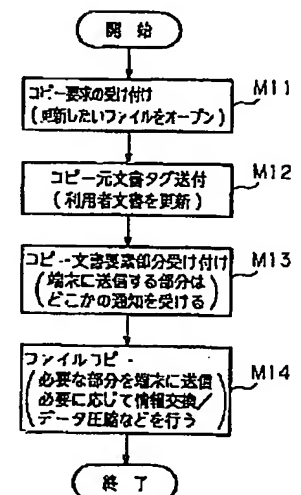 開 始
コピー要求の受け付け
(更新したいファイルをオープン)
M11
コピー元文書タグ送付
(利用者文書を更新)
M12
コピー文書要素部分受け付け
(端末に送信する部分は
どこかの通知を受ける)
M13
ファイルコピー
(必要な部分を端末に送信
必要に応じて情報交換/
データ圧縮などを行う)
M14
終 了